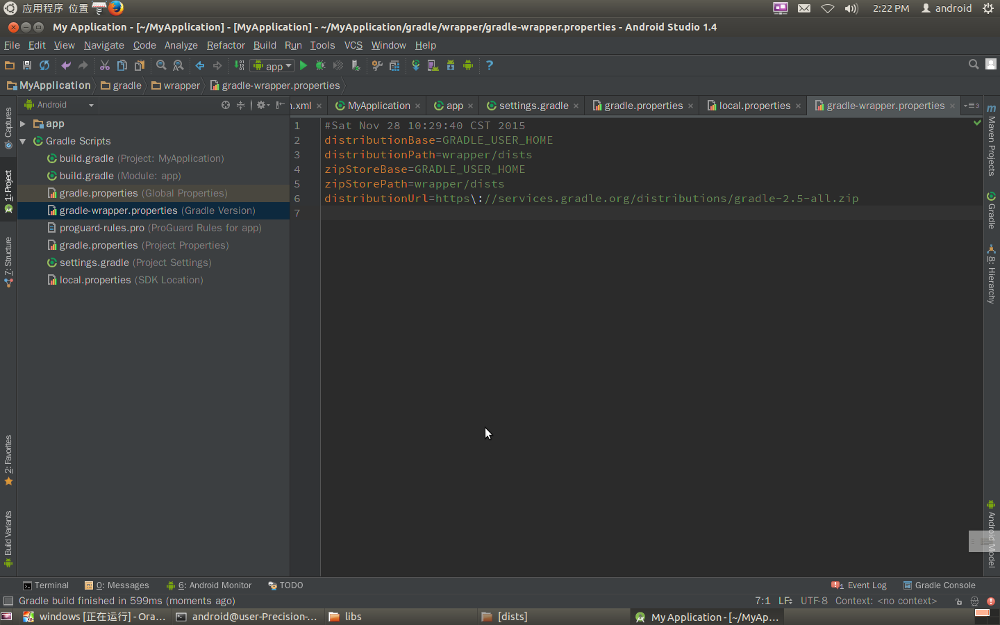 应用程序 位置 2:22 PM android
My Application - [~/MyApplication] - [MyApplication] - ~/MyApplication/gradle/wrapper/gradle-wrapper.properties - Android Studio 1.4
File Edit View Navigate Code Analyze Refactor Build Run Tools VCS Window Help
app
MyApplication gradle wrapper gradle-wrapper.properties
Android
.xml MyApplication app settings.gradle gradle.properties local.properties gradle-wrapper.properties
app
Gradle Scripts
build.gradle (Project: MyApplication)
build.gradle (Module: app)
gradle.properties (Global Properties)
gradle-wrapper.properties (Gradle Version)
proguard-rules.pro (ProGuard Rules for app)
gradle.properties (Project Properties)
settings.gradle (Project Settings)
local.properties (SDK Location)
1 #Sat Nov 28 10:29:40 CST 2015
2 distributionBase=GRADLE_USER_HOME
3 distributionPath=wrapper/dists
4 zipStoreBase=GRADLE_USER_HOME
5 zipStorePath=wrapper/dists
6 distributionUrl=https\://services.gradle.org/distributions/gradle-2.5-all.zip
7
Captures
1: Project
7: Structure
2: Favorites
Build Variants
Maven Projects
Gradle
8: Hierarchy
Android Model
Terminal 0: Messages 6: Android Monitor TODO 1 Event Log Gradle Console
Gradle build finished in 599ms (moments ago) 7:1 LF UTF-8 Context: <no context>
windows [正在运行] - Ora... android@user-Precision-... libs [dists] My Application - [~/MyAp...